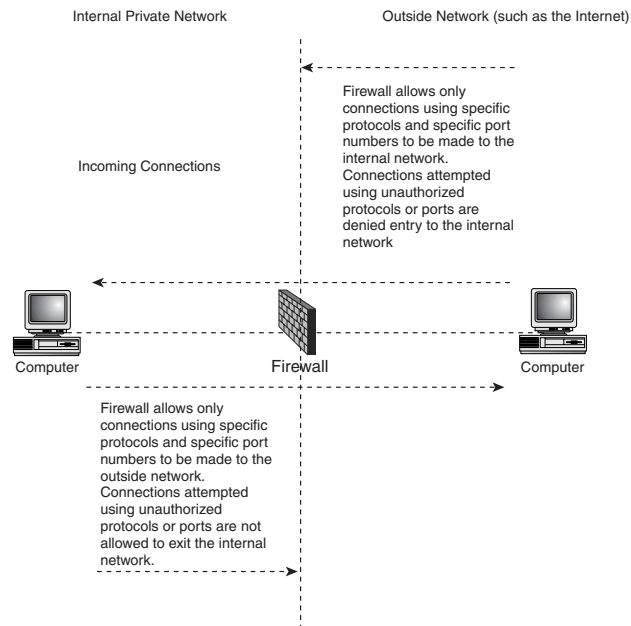 Internal Private Network
Outside Network (such as the Internet)
Firewall allows only
connections using specific
protocols and specific port
numbers to be made to the
internal network.
Connections attempted
using unauthorized
protocols or ports are
denied entry to the internal
network
Incoming Connections
Computer
Firewall
Computer
Firewall allows only
connections using specific
protocols and specific port
numbers to be made to the
outside network.
Connections attempted
using unauthorized
protocols or ports are not
allowed to exit the internal
network.